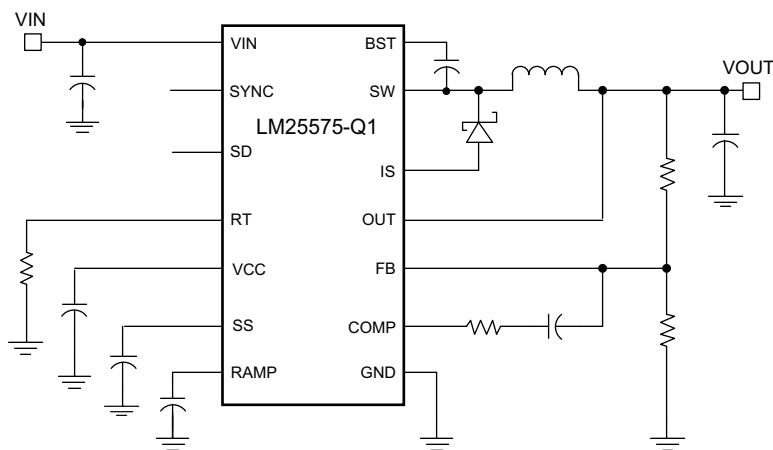 VIN
VOUT
VIN
SYNC
SD
RT
VCC
SS
RAMP
LM25575-Q1
BST
SW
IS
OUT
FB
COMP
GND